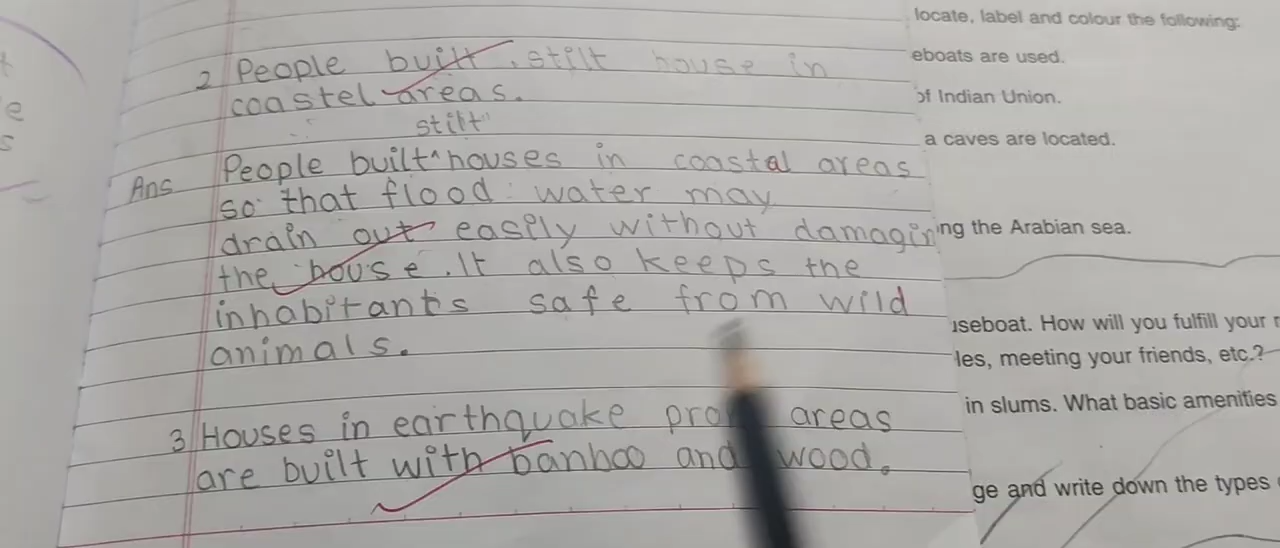 2 People built stilt house in
coastel areas.
stilt
Ans People built^houses in coastal areas
so that flood water may
drain out easily without damagin
the house. It also keeps the
inhabitants safe from wild
animals.
3 Houses in earthquake areas
are built with banboo and wood.
locate, label and colour the following:
eboats are used.
of Indian Union.
a caves are located.
ng the Arabian sea.
useboat. How will you fulfill your
les, meeting your friends, etc.?
in slums. What basic amenities
ge and write down the types